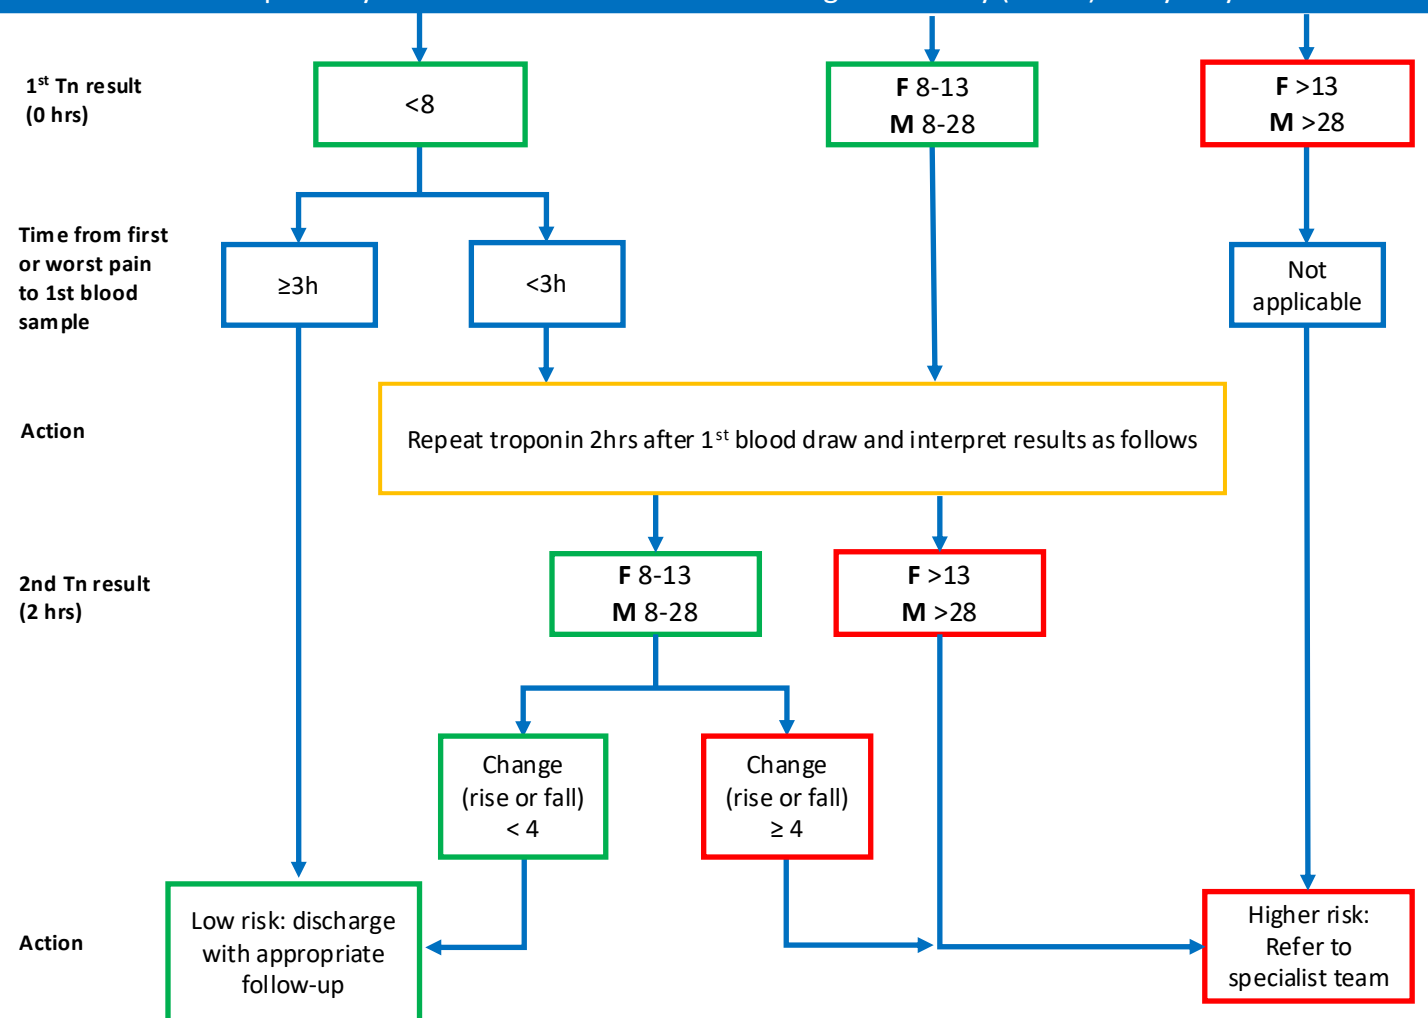 1st Tn result
(0 hrs)
<8
F 8-13
M 8-28
F >13
M >28
Time from first
or worst pain
to 1st blood
sample
≥3h
<3h
Not
applicable
Action
Repeat troponin 2hrs after 1st blood draw and interpret results as follows
2nd Tn result
(2 hrs)
F 8-13
M 8-28
F >13
M >28
Change
(rise or fall)
< 4
Change
(rise or fall)
≥ 4
Action
Low risk: discharge
with appropriate
follow-up
Higher risk:
Refer to
specialist team